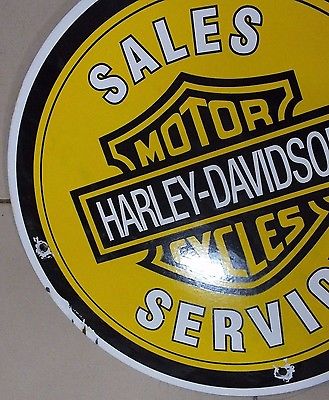 SALES
MOTOR
HARLEY-DAVIDSO
CYCLES
SERVIC